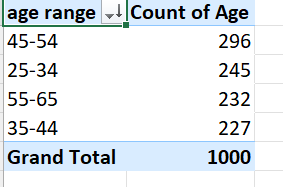 age range Count of Age
45-54 296
25-34 245
55-65 232
35-44 227
Grand Total 1000